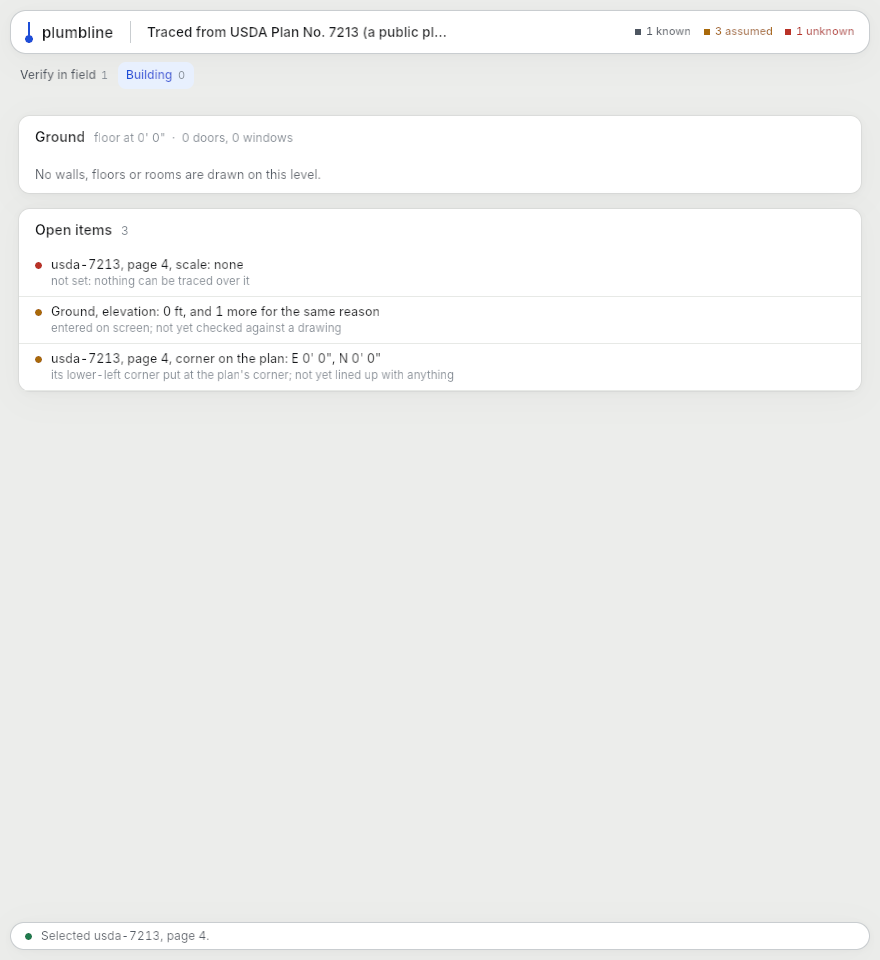 plumbline
Traced from USDA Plan No. 7213 (a public pl...
1 known
3 assumed
1 unknown
Verify in field 1
Building 0
Ground floor at 0' 0" · 0 doors, 0 windows
No walls, floors or rooms are drawn on this level.
Open items 3
usda-7213, page 4, scale: none
not set: nothing can be traced over it
Ground, elevation: 0 ft, and 1 more for the same reason
entered on screen; not yet checked against a drawing
usda-7213, page 4, corner on the plan: E 0' 0", N 0' 0"
its lower-left corner put at the plan's corner; not yet lined up with anything
Selected usda-7213, page 4.